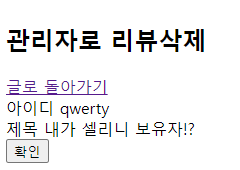 관리자로 리뷰삭제
글로 돌아가기
아이디 qwerty
제목 내가 셀리니 보유자!?
확인